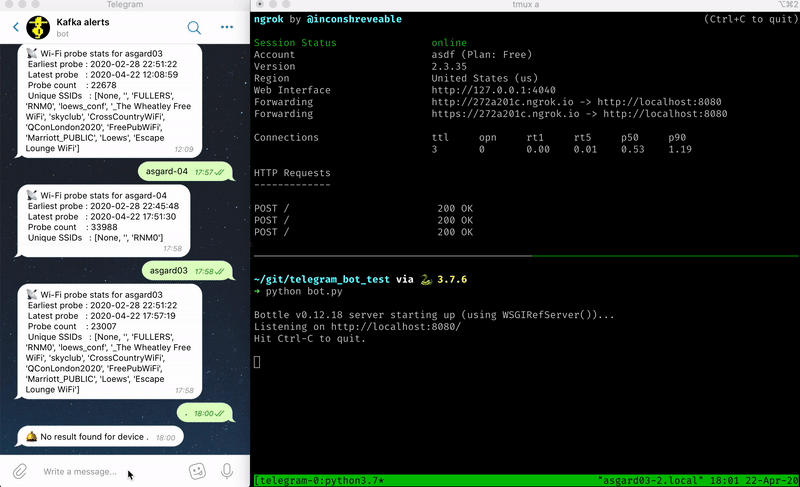 Telegram
Kafka alerts
bot
Wi-Fi probe stats for asgard03
Earliest probe : 2020-02-28 22:51:22
Latest probe : 2020-04-22 12:08:59
Probe count : 22678
Unique SSIDs : [None, '', 'FULLERS',
'RNM0', 'loews_conf', '_The Wheatley Free
WiFi', 'skyclub', 'CrossCountryWiFi',
'QConLondon2020', 'FreePubWiFi',
'Marriott_PUBLIC', 'Loews', 'Escape
Lounge WiFi']
12:09
asgard-04 17:57
Wi-Fi probe stats for asgard-04
Earliest probe : 2020-02-28 22:45:48
Latest probe : 2020-04-22 17:51:30
Probe count : 33988
Unique SSIDs : [None, '', 'RNM0']
17:58
asgard03 17:58
Wi-Fi probe stats for asgard03
Earliest probe : 2020-02-28 22:51:22
Latest probe : 2020-04-22 17:57:19
Probe count : 23007
Unique SSIDs : [None, '', 'FULLERS',
'RNM0', 'loews_conf', '_The Wheatley Free
WiFi', 'skyclub', 'CrossCountryWiFi',
'QConLondon2020', 'FreePubWiFi',
'Marriott_PUBLIC', 'Loews', 'Escape
Lounge WiFi']
17:58
. 18:00
No result found for device . 18:00
Write a message...
tmux a
⌥⌘2
ngrok by @inconshreveable (Ctrl+C to quit)
Session Status online
Account asdf (Plan: Free)
Version 2.3.35
Region United States (us)
Web Interface http://127.0.0.1:4040
Forwarding http://272a201c.ngrok.io -> http://localhost:8080
Forwarding https://272a201c.ngrok.io -> http://localhost:8080
Connections ttl opn rt1 rt5 p50 p90
3 0 0.00 0.01 0.53 1.19
HTTP Requests
-------------
POST / 200 OK
POST / 200 OK
POST / 200 OK
~/git/telegram_bot_test via 🐍 3.7.6
➜ python bot.py
Bottle v0.12.18 server starting up (using WSGIRefServer())...
Listening on http://localhost:8080/
Hit Ctrl-C to quit.
[telegram-0:python3.7* "asgard03-2.local" 18:01 22-Apr-20